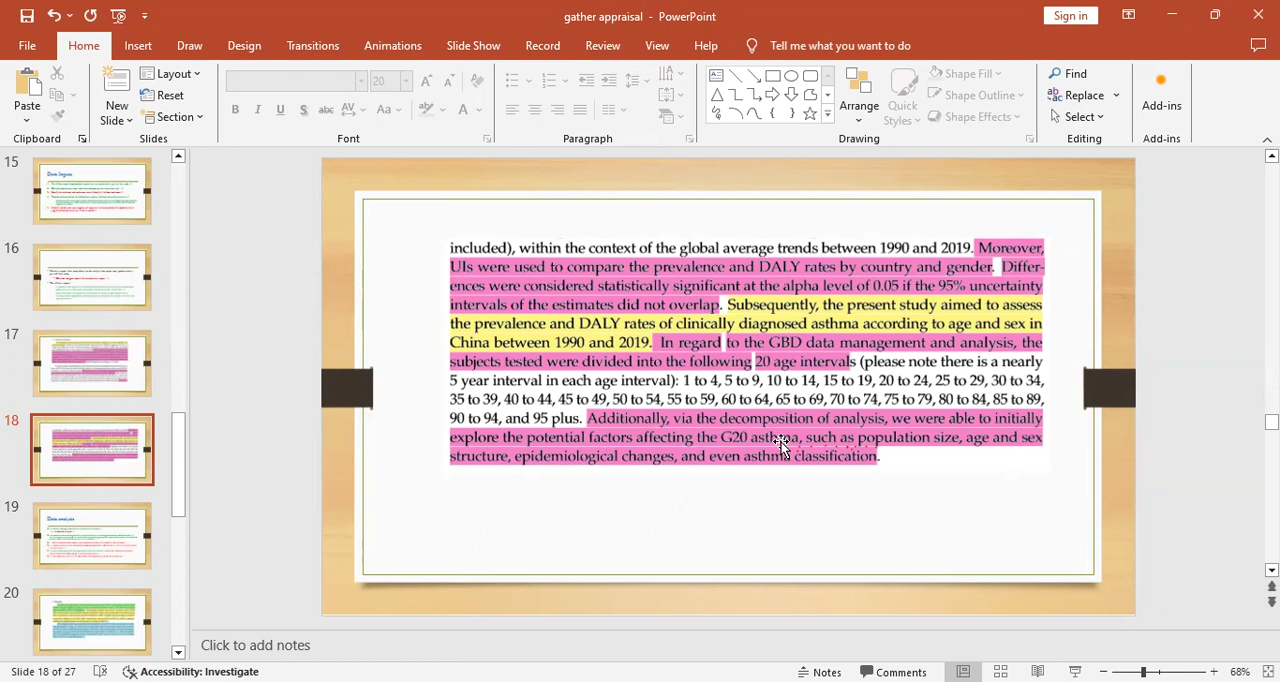 gather appraisal - PowerPoint
Sign in
File Home Insert Draw Design Transitions Animations Slide Show Record Review View Help Tell me what you want to do
Paste
Clipboard
New Slide
Layout
Reset
Section
Slides
20
Font
Paragraph
Arrange
Quick Styles
Shape Fill
Shape Outline
Shape Effects
Drawing
Find
Replace
Select
Editing
Add-ins
Add-ins
15
16
17
18
19
Data analysis
20
included), within the context of the global average trends between 1990 and 2019. Moreover,
UIs were used to compare the prevalence and DALY rates by country and gender. Differ-
ences were considered statistically significant at the alpha level of 0.05 if the 95% uncertainty
intervals of the estimates did not overlap. Subsequently, the present study aimed to assess
the prevalence and DALY rates of clinically diagnosed asthma according to age and sex in
China between 1990 and 2019. In regard to the GBD data management and analysis, the
subjects tested were divided into the following 20 age intervals (please note there is a nearly
5 year interval in each age interval): 1 to 4, 5 to 9, 10 to 14, 15 to 19, 20 to 24, 25 to 29, 30 to 34,
35 to 39, 40 to 44, 45 to 49, 50 to 54, 55 to 59, 60 to 64, 65 to 69, 70 to 74, 75 to 79, 80 to 84, 85 to 89,
90 to 94, and 95 plus. Additionally, via the decomposition of analysis, we were able to initially
explore the potential factors affecting the G20 asthma, such as population size, age and sex
structure, epidemiological changes, and even asthma classification.
Click to add notes
Slide 18 of 27
Accessibility: Investigate
Notes
Comments
68%